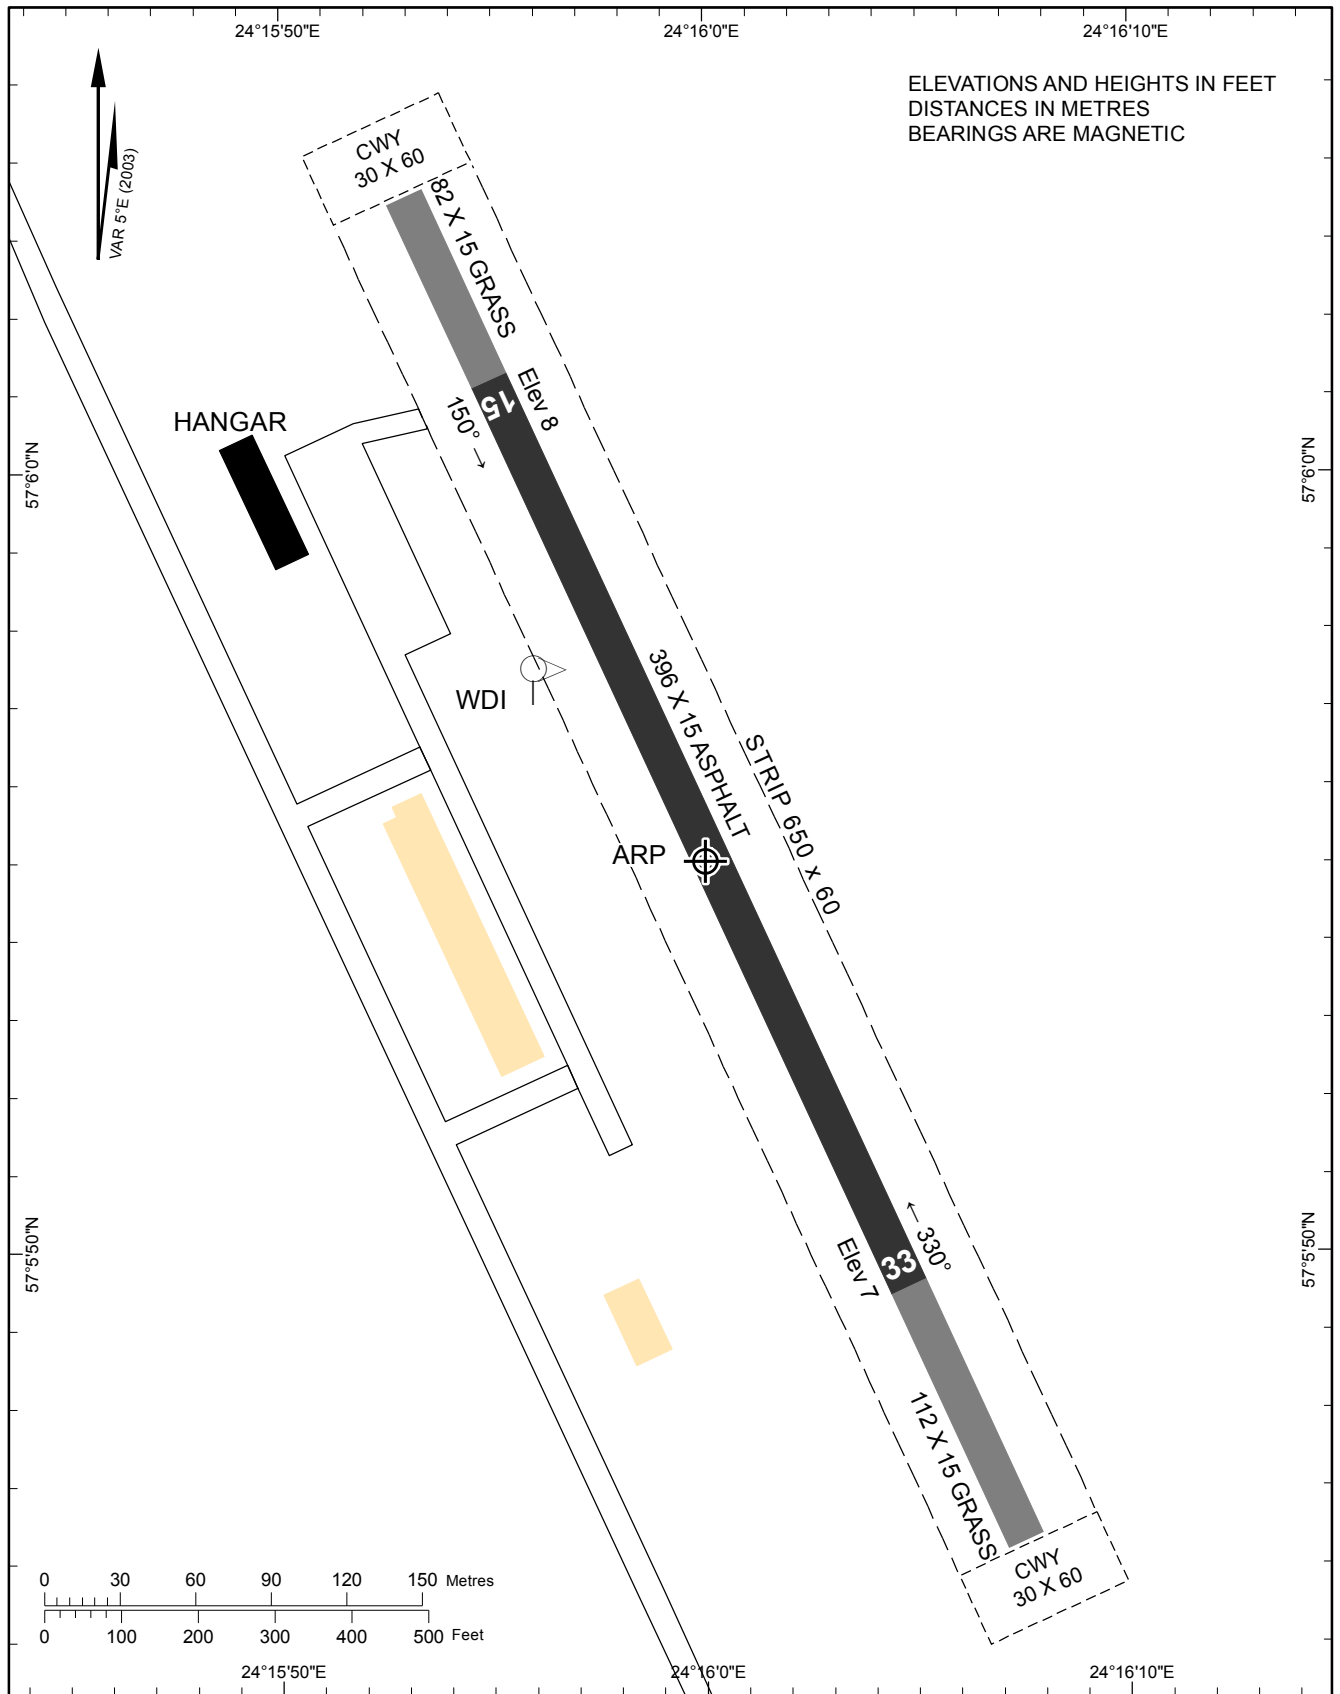 24°15'50"E
24°16'0"E
24°16'10"E
ELEVATIONS AND HEIGHTS IN FEET
DISTANCES IN METRES
BEARINGS ARE MAGNETIC
VAR 5°E (2003)
CWY
30 X 60
82 X 15 GRASS
Elev 8
15
150°
HANGAR
57°6'0"N
57°6'0"N
WDI
396 X 15 ASPHALT
STRIP 650 x 60
ARP
57°5'50"N
57°5'50"N
330°
33
Elev 7
112 X 15 GRASS
CWY
30 X 60
0 30 60 90 120 150 Metres
0 100 200 300 400 500 Feet
24°15'50"E
24°16'0"E
24°16'10"E